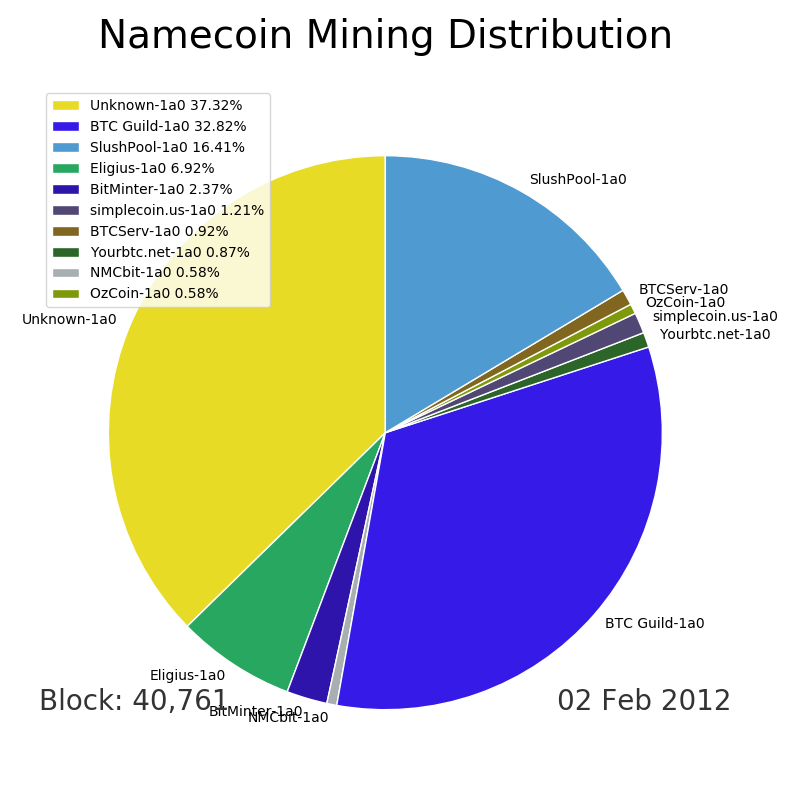 Namecoin Mining Distribution
Unknown-1a0 37.32%
BTC Guild-1a0 32.82%
SlushPool-1a0 16.41%
Eligius-1a0 6.92%
BitMinter-1a0 2.37%
simplecoin.us-1a0 1.21%
BTCServ-1a0 0.92%
Yourbtc.net-1a0 0.87%
NMCbit-1a0 0.58%
OzCoin-1a0 0.58%
SlushPool-1a0
BTCServ-1a0
OzCoin-1a0
simplecoin.us-1a0
Yourbtc.net-1a0
Unknown-1a0
BTC Guild-1a0
Eligius-1a0
BitMinter-1a0
NMCbit-1a0
Block: 40,761
02 Feb 2012